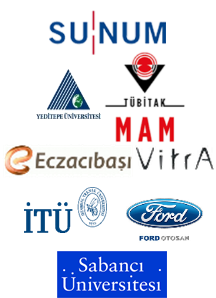 SUNUM
YEDİTEPE ÜNİVERSİTESİ
TÜBİTAK
MAM
Eczacıbaşı VitrA
İTÜ
Ford
FORD OTOSAN
Sabancı
Üniversitesi